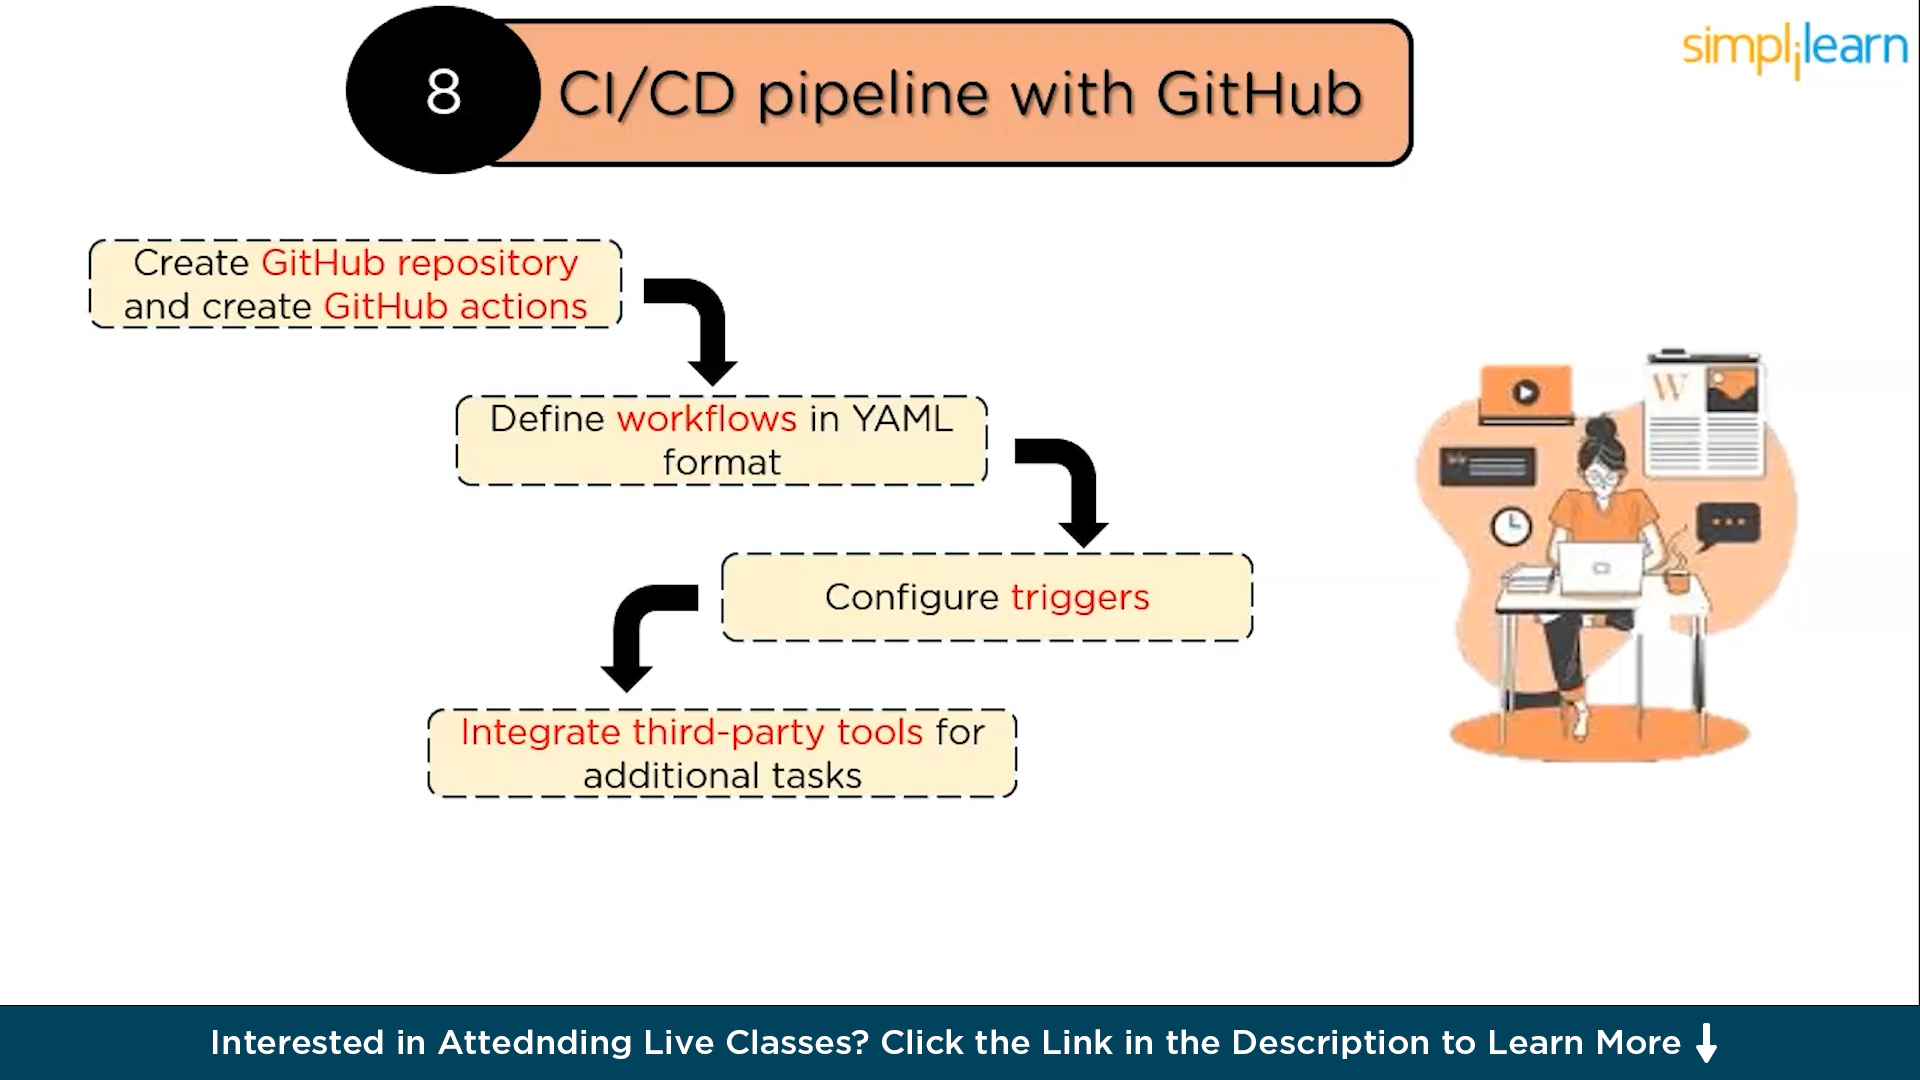 8
CI/CD pipeline with GitHub
simplilearn
Create GitHub repository
and create GitHub actions
Define workflows in YAML
format
Configure triggers
Integrate third-party tools for
additional tasks
W
Interested in Attednding Live Classes? Click the Link in the Description to Learn More